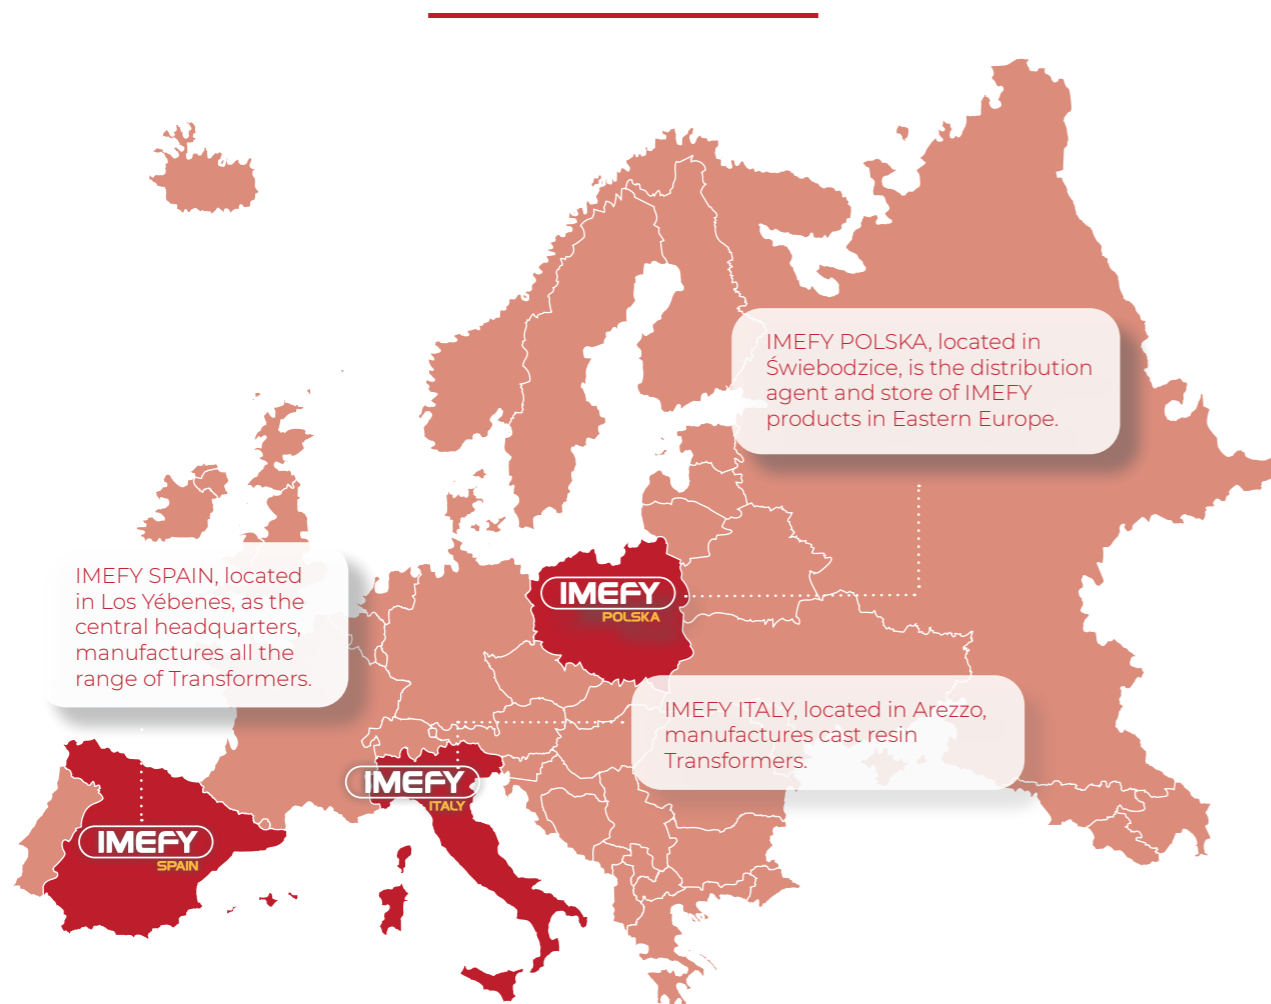 IMEFY POLSKA, located in
Świebodzice, is the distribution
agent and store of IMEFY
products in Eastern Europe.
IMEFY SPAIN, located
in Los Yébenes, as the
central headquarters,
manufactures all the
range of Transformers.
IMEFY
POLSKA
IMEFY ITALY, located in Arezzo,
manufactures cast resin
Transformers.
IMEFY
ITALY
IMEFY
SPAIN